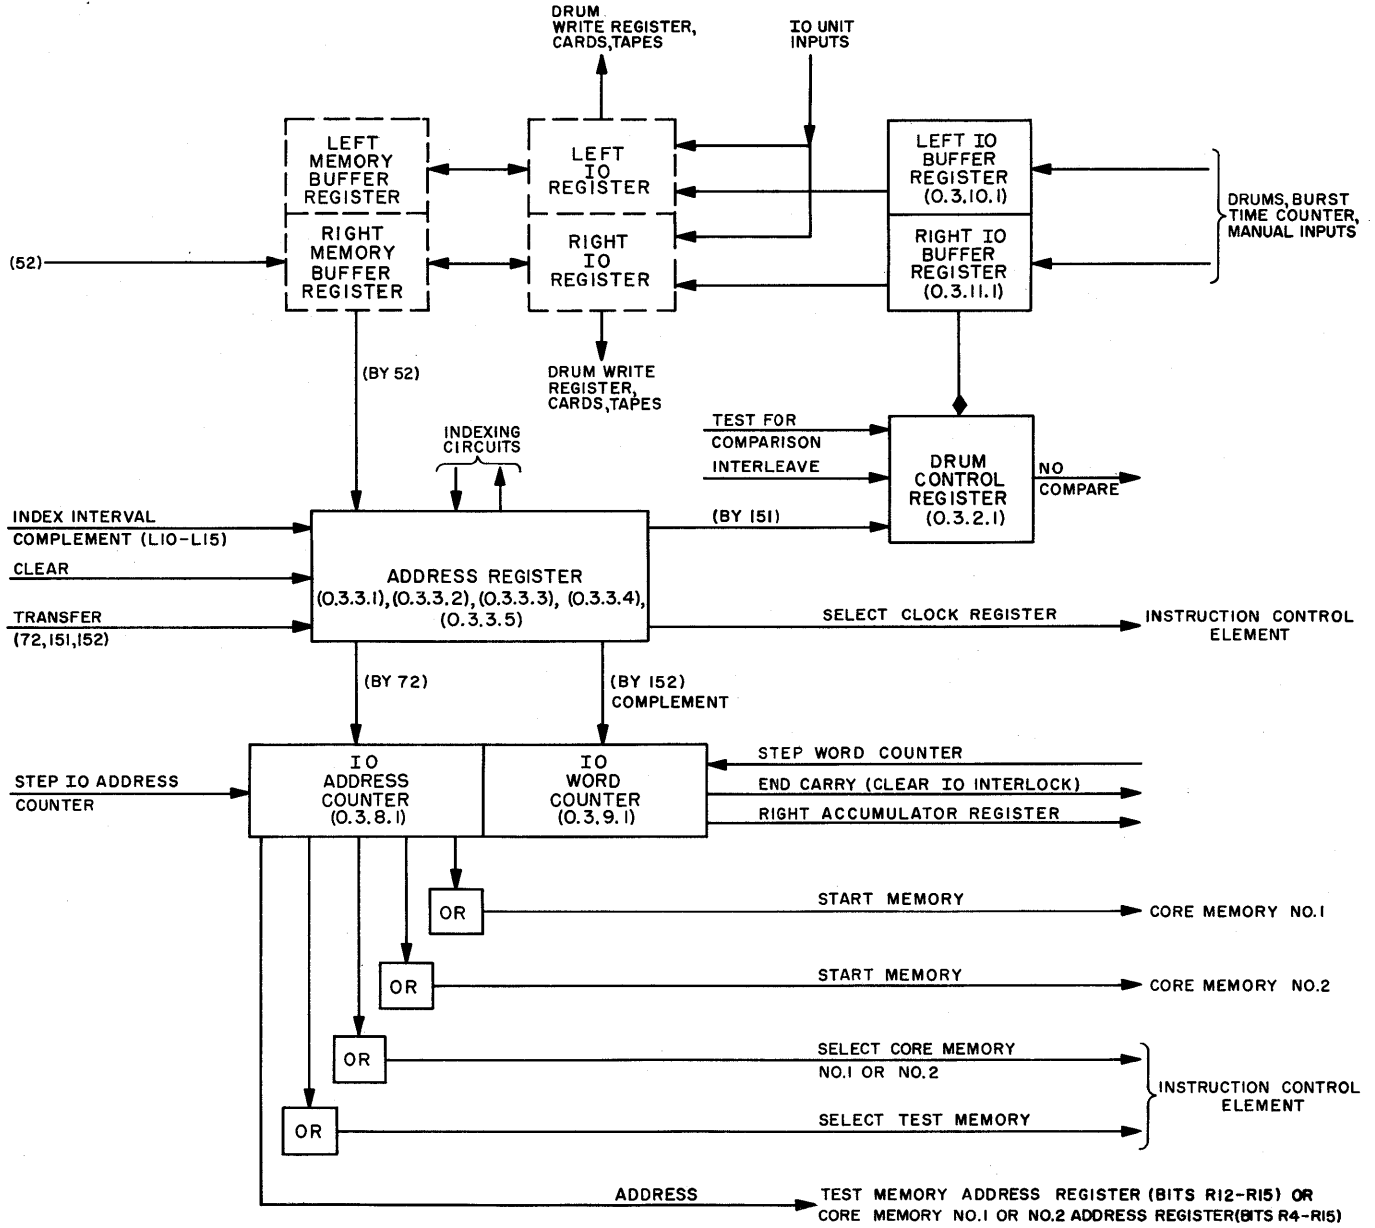 DRUM
WRITE REGISTER,
CARDS,TAPES
IO UNIT
INPUTS
LEFT
MEMORY
BUFFER
REGISTER
LEFT
IO
REGISTER
LEFT IO
BUFFER
REGISTER
(0.3.10.1)
DRUMS, BURST
TIME COUNTER,
MANUAL INPUTS
(52)
RIGHT
MEMORY
BUFFER
REGISTER
RIGHT
IO
REGISTER
RIGHT IO
BUFFER
REGISTER
(0.3.11.1)
(BY 52)
DRUM WRITE
REGISTER,
CARDS,TAPES
INDEXING
CIRCUITS
TEST FOR
COMPARISON
INTERLEAVE
DRUM
CONTROL
REGISTER
(0.3.2.1)
NO
COMPARE
INDEX INTERVAL
COMPLEMENT (L10-L15)
CLEAR
TRANSFER
(72,151,152)
(BY 151)
ADDRESS REGISTER
(0.3.3.1), (0.3.3.2), (0.3.3.3), (0.3.3.4),
(0.3.3.5)
SELECT CLOCK REGISTER
INSTRUCTION CONTROL
ELEMENT
(BY 72)
(BY 152)
COMPLEMENT
STEP IO ADDRESS
COUNTER
IO
ADDRESS
COUNTER
(0.3.8.1)
IO
WORD
COUNTER
(0.3.9.1)
STEP WORD COUNTER
END CARRY (CLEAR IO INTERLOCK)
RIGHT ACCUMULATOR REGISTER
OR
START MEMORY
CORE MEMORY NO.1
OR
START MEMORY
CORE MEMORY NO.2
OR
SELECT CORE MEMORY
NO.1 OR NO.2
INSTRUCTION CONTROL
ELEMENT
OR
SELECT TEST MEMORY
ADDRESS
TEST MEMORY ADDRESS REGISTER (BITS R12-R15) OR
CORE MEMORY NO.1 OR NO.2 ADDRESS REGISTER(BITS R4-R15)